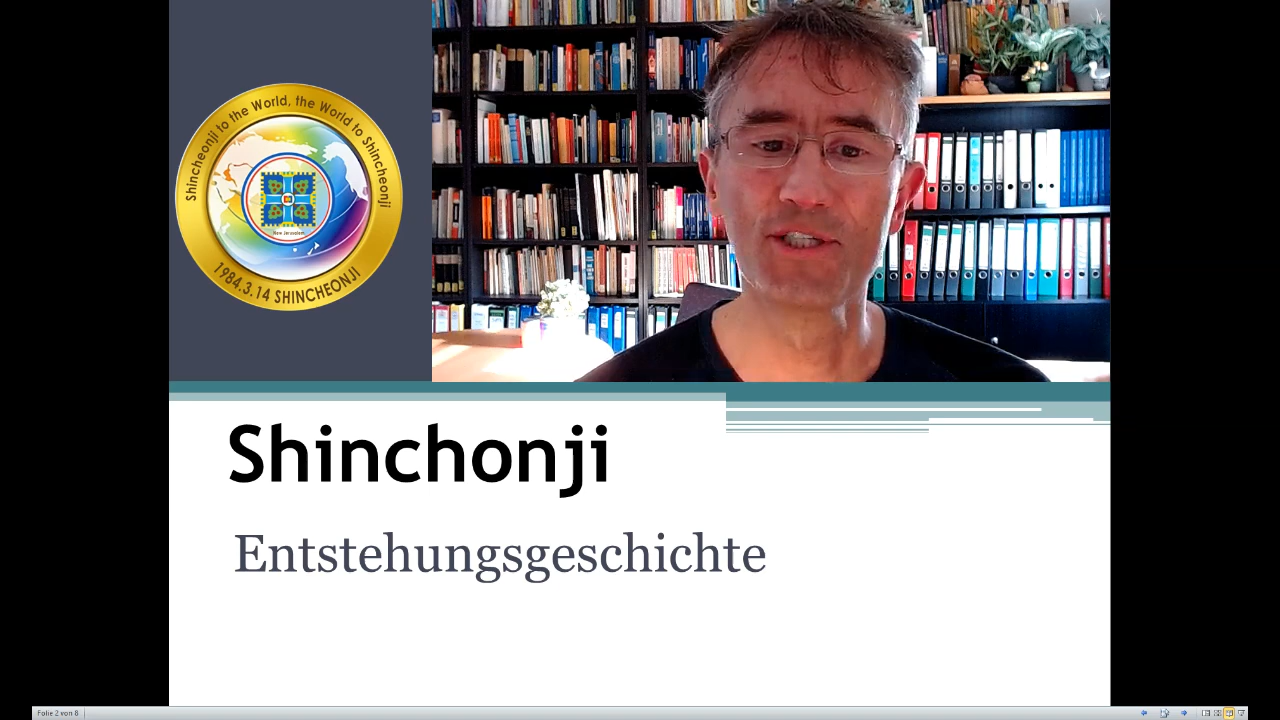 Shincheonji to the World, the World to Shincheonji
New Jerusalem
1984.3.14 SHINCHEONJI
Shinchonji
Entstehungsgeschichte
Folie 2 von 8